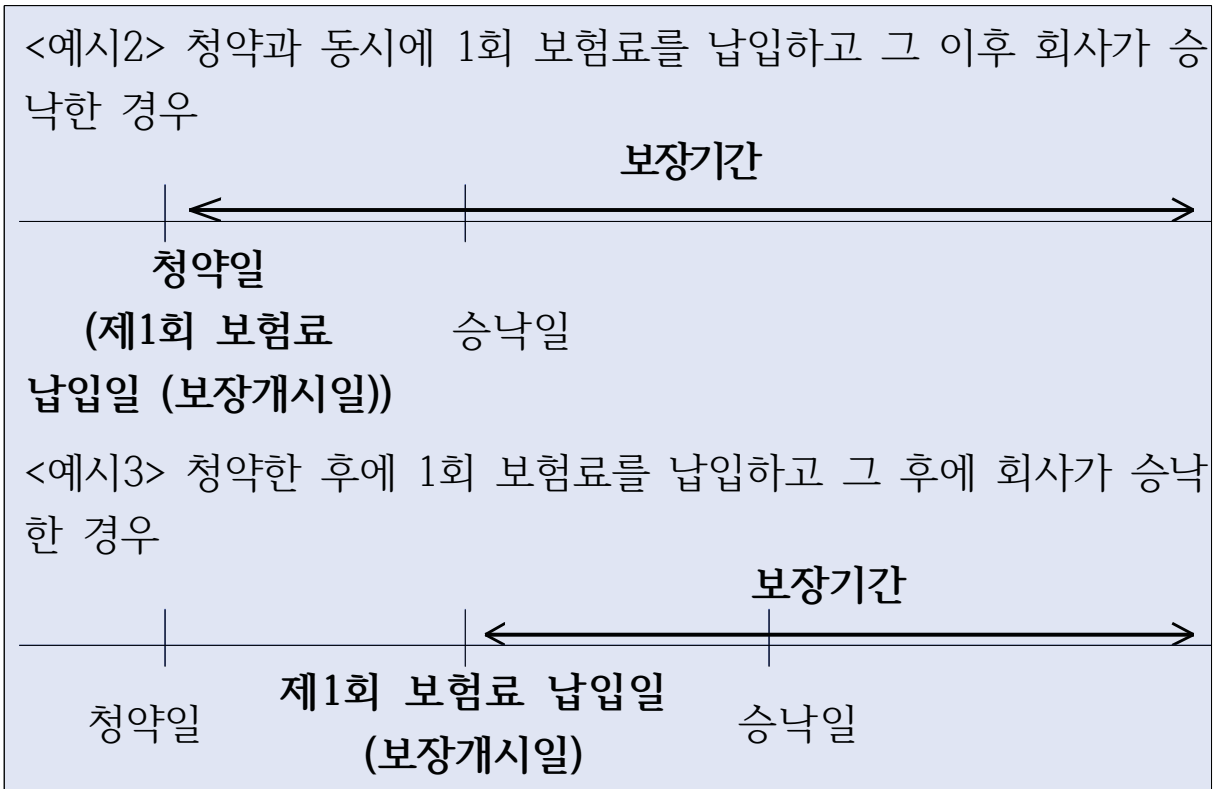 <예시2> 청약과 동시에 1회 보험료를 납입하고 그 이후 회사가 승
낙한 경우
보장기간
청약일
(제1회 보험료 승낙일
납입일 (보장개시일))
<예시3> 청약한 후에 1회 보험료를 납입하고 그 후에 회사가 승낙
한 경우
보장기간
청약일 제1회 보험료 납입일 승낙일
(보장개시일)